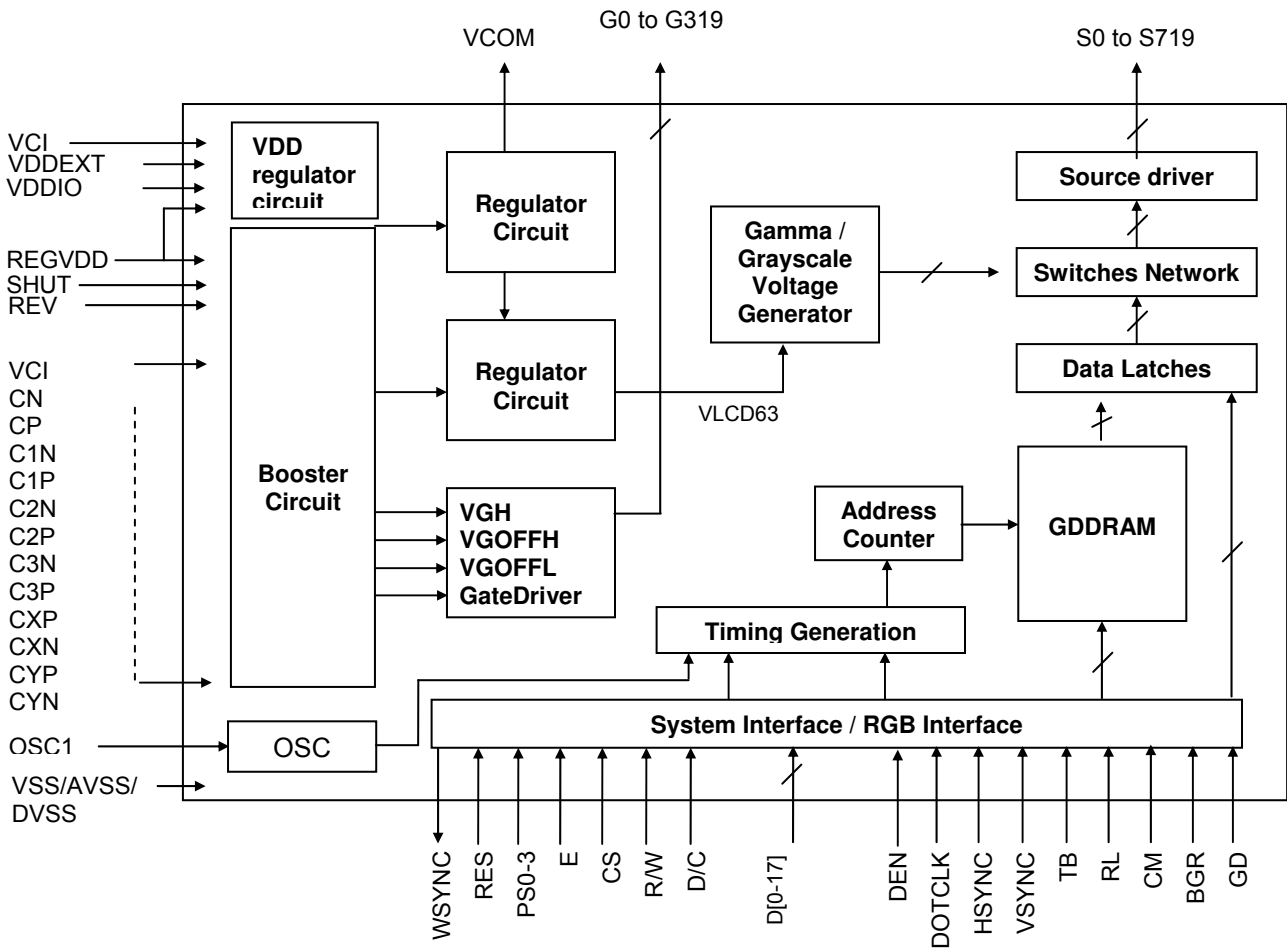 G0 to G319
VCOM
S0 to S719
VCI
VDDEXT
VDDIO
REGVDD
SHUT
REV
VCI
CN
CP
C1N
C1P
C2N
C2P
C3N
C3P
CXP
CXN
CYP
CYN
OSC1
VSS/AVSS/
DVSS
VDD
regulator
circuit
Booster
Circuit
OSC
Regulator
Circuit
Regulator
Circuit
VGH
VGOFFH
VGOFFL
GateDriver
Gamma /
Grayscale
Voltage
Generator
VLCD63
Source driver
Switches Network
Data Latches
Address
Counter
GDDRAM
Timing Generation
System Interface / RGB Interface
WSYNC
RES
PS0-3
E
CS
R/W
D/C
D[0-17]
DEN
DOTCLK
HSYNC
VSYNC
TB
RL
CM
BGR
GD